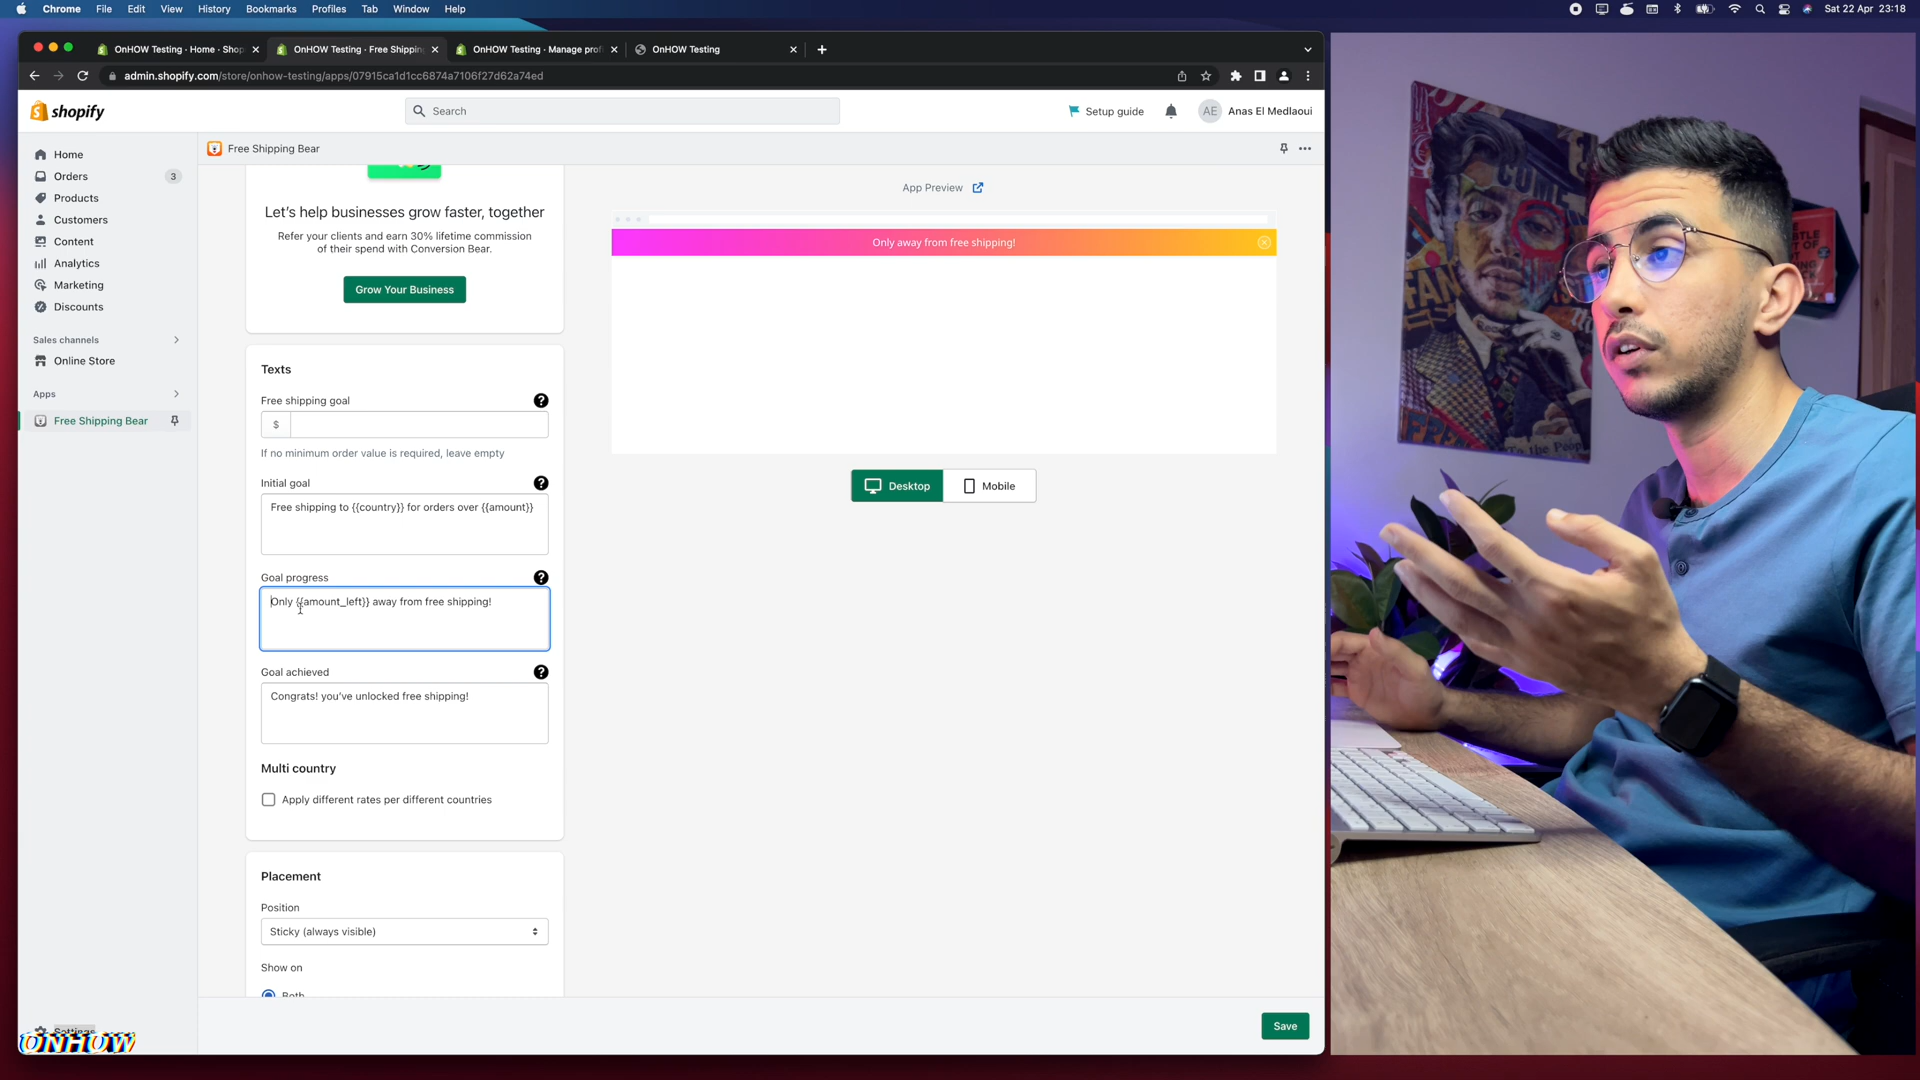 Chrome File Edit View History Bookmarks Profiles Tab Window Help
Sat 22 Apr 23:18
OnHOW Testing · Home · Shop
OnHOW Testing · Free Shipping
OnHOW Testing · Manage prof
OnHOW Testing
admin.shopify.com/store/onhow-testing/apps/07915ca1d1cc6874a7106f27d62a74ed
shopify
Search
Setup guide
AE
Anas El Medlaoui
Home
Orders
3
Products
Customers
Content
Analytics
Marketing
Discounts
Sales channels
Online Store
Apps
Free Shipping Bear
Settings
ONHOW
Free Shipping Bear
Let's help businesses grow faster, together
Refer your clients and earn 30% lifetime commission
of their spend with Conversion Bear.
Grow Your Business
Texts
Free shipping goal
$
If no minimum order value is required, leave empty
Initial goal
Free shipping to {{country}} for orders over {{amount}}
Goal progress
Only {{amount_left}} away from free shipping!
Goal achieved
Congrats! you've unlocked free shipping!
Multi country
Apply different rates per different countries
Placement
Position
Sticky (always visible)
Show on
Both
App Preview
Only away from free shipping!
Desktop
Mobile
Save